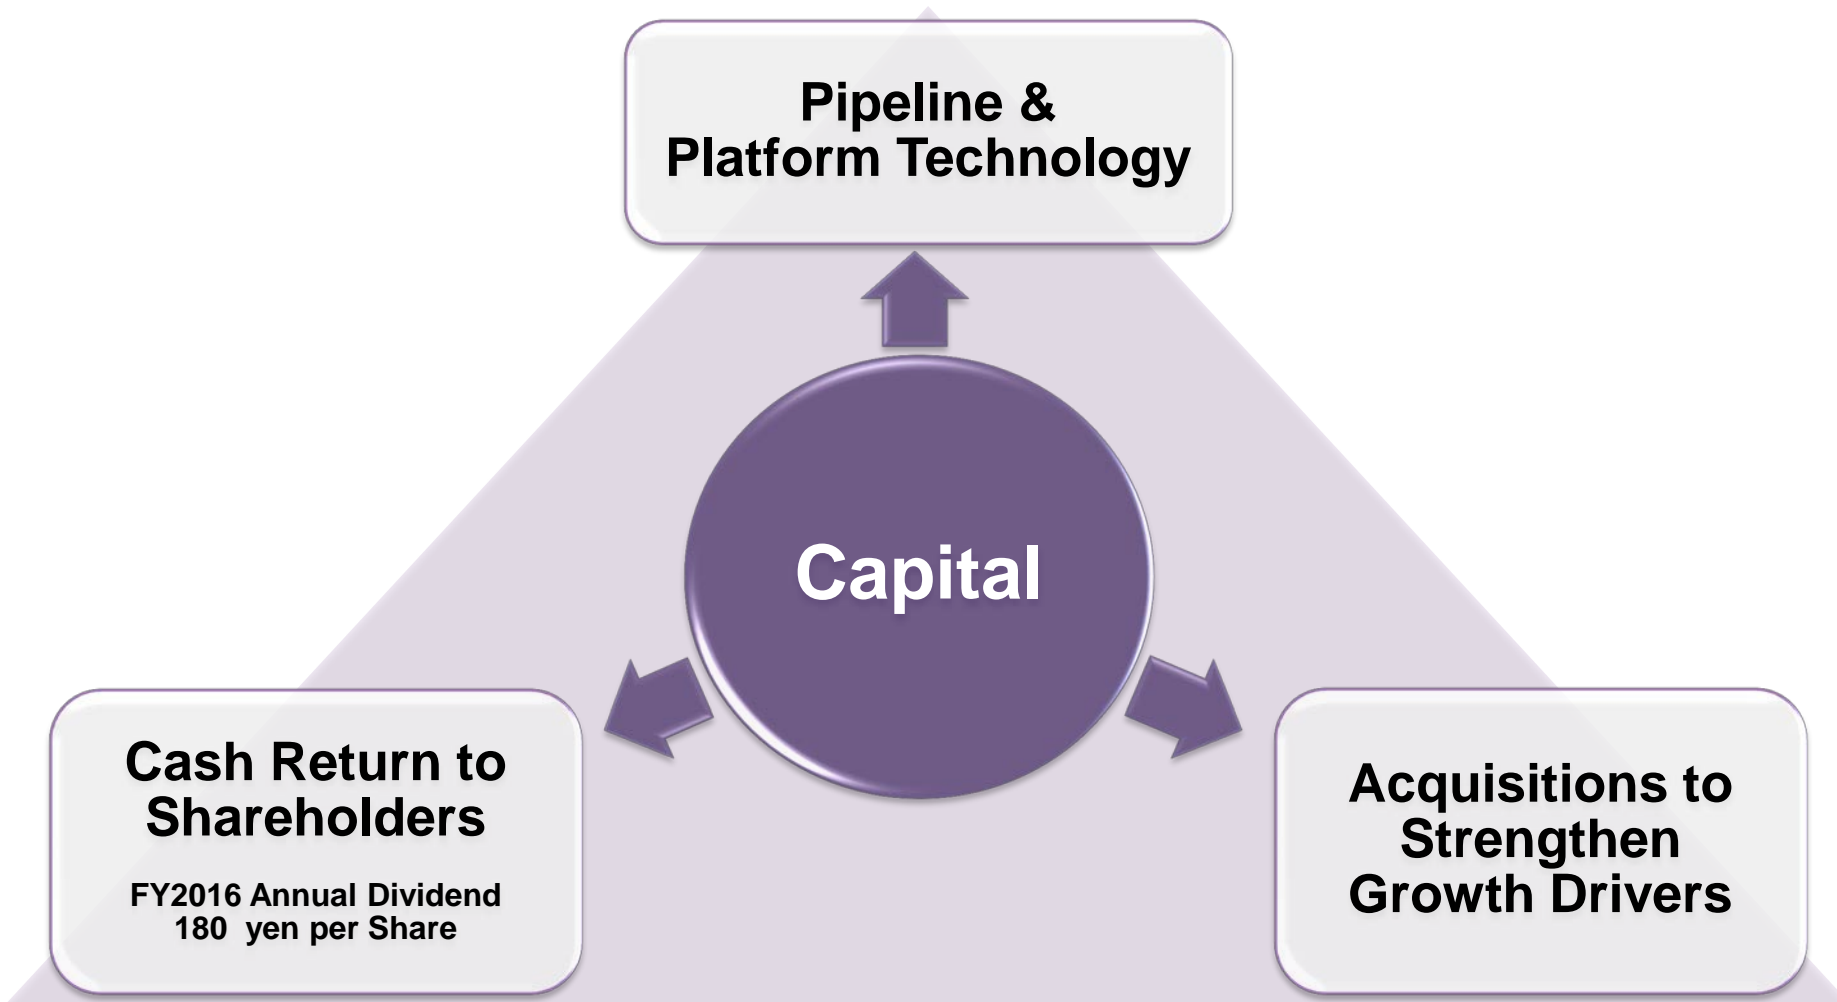 Pipeline &
Platform Technology
Capital
Cash Return to
Shareholders
FY2016 Annual Dividend
180 yen per Share
Acquisitions to
Strengthen
Growth Drivers